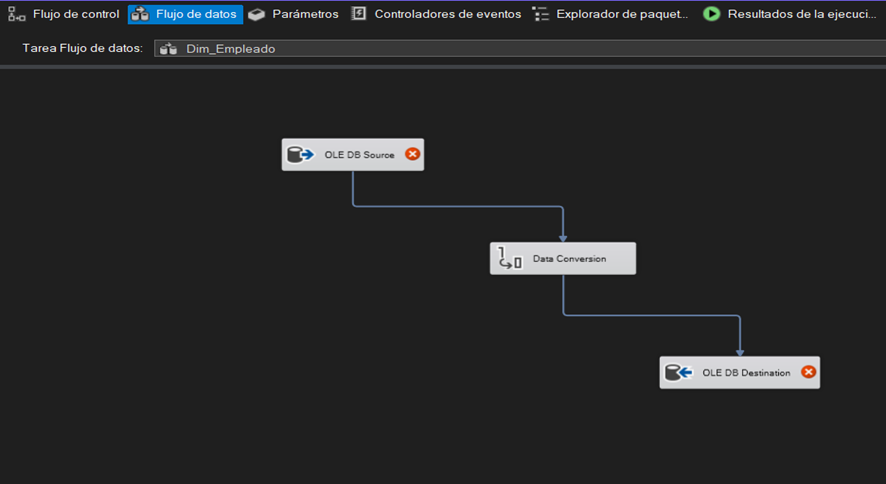 Flujo de control Flujo de datos Parámetros Controladores de eventos Explorador de paquet... Resultados de la ejecuci...
Tarea Flujo de datos: Dim_Empleado
OLE DB Source
Data Conversion
OLE DB Destination